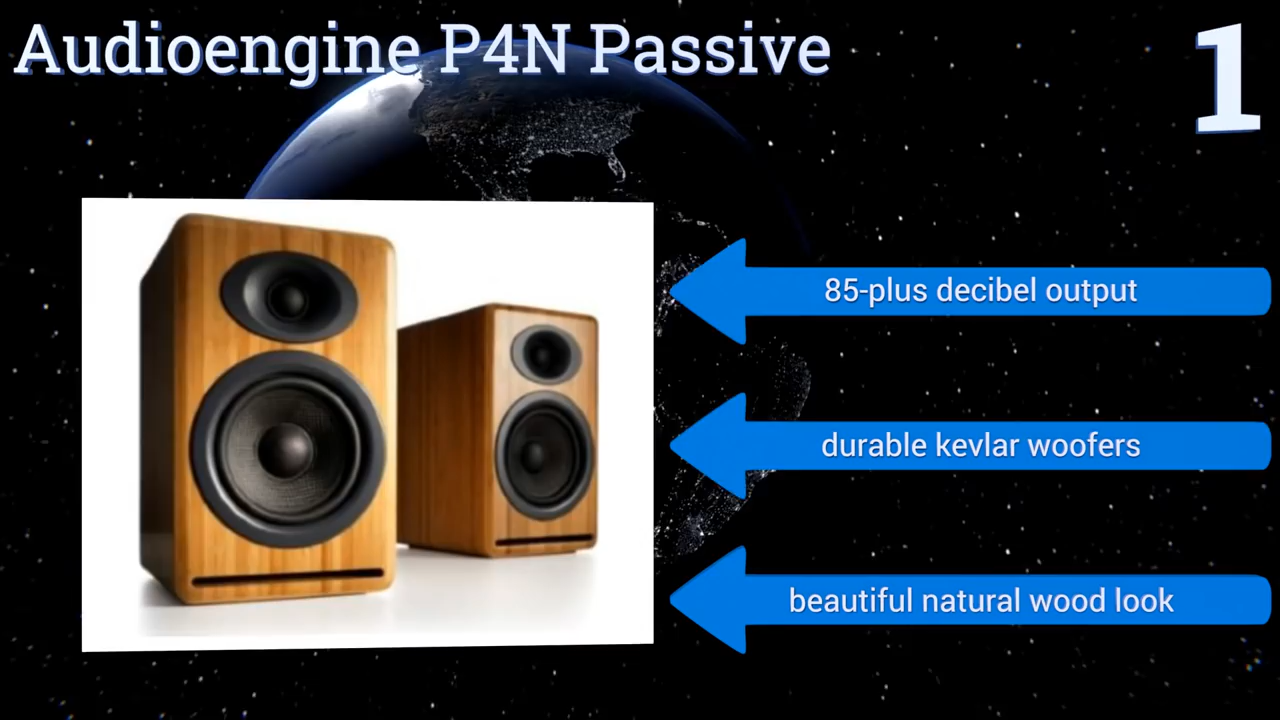 Audioengine P4N Passive
1
85-plus decibel output
durable kevlar woofers
beautiful natural wood look